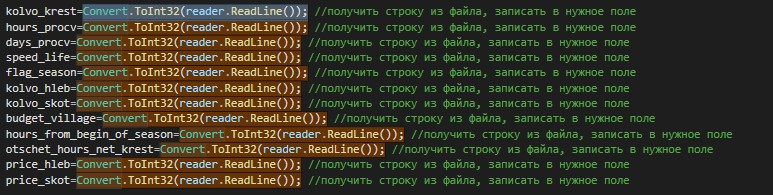 kolvo_krest=Convert.ToInt32(reader.ReadLine()); //получить строку из файла, записать в нужное поле
hours_procv=Convert.ToInt32(reader.ReadLine()); //получить строку из файла, записать в нужное поле
days_procv=Convert.ToInt32(reader.ReadLine()); //получить строку из файла, записать в нужное поле
speed_life=Convert.ToInt32(reader.ReadLine()); //получить строку из файла, записать в нужное поле
flag_season=Convert.ToInt32(reader.ReadLine()); //получить строку из файла, записать в нужное поле
kolvo_hleb=Convert.ToInt32(reader.ReadLine()); //получить строку из файла, записать в нужное поле
kolvo_skot=Convert.ToInt32(reader.ReadLine()); //получить строку из файла, записать в нужное поле
budget_village=Convert.ToInt32(reader.ReadLine()); //получить строку из файла, записать в нужное поле
hours_from_begin_of_season=Convert.ToInt32(reader.ReadLine()); //получить строку из файла, записать в нужное поле
otschet_hours_net_krest=Convert.ToInt32(reader.ReadLine()); //получить строку из файла, записать в нужное поле
price_hleb=Convert.ToInt32(reader.ReadLine()); //получить строку из файла, записать в нужное поле
price_skot=Convert.ToInt32(reader.ReadLine()); //получить строку из файла, записать в нужное поле